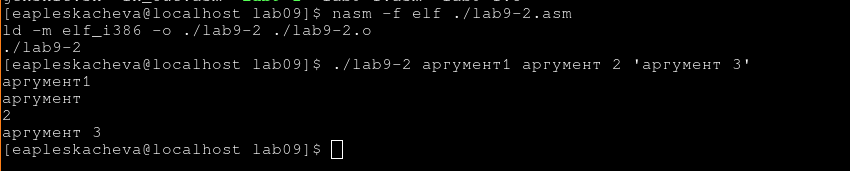 [eapleskacheva@localhost lab09]$ nasm -f elf ./lab9-2.asm
ld -m elf_i386 -o ./lab9-2 ./lab9-2.o
./lab9-2
[eapleskacheva@localhost lab09]$ ./lab9-2 аргумент1 аргумент 2 'аргумент 3'
аргумент1
аргумент
2
аргумент 3
[eapleskacheva@localhost lab09]$